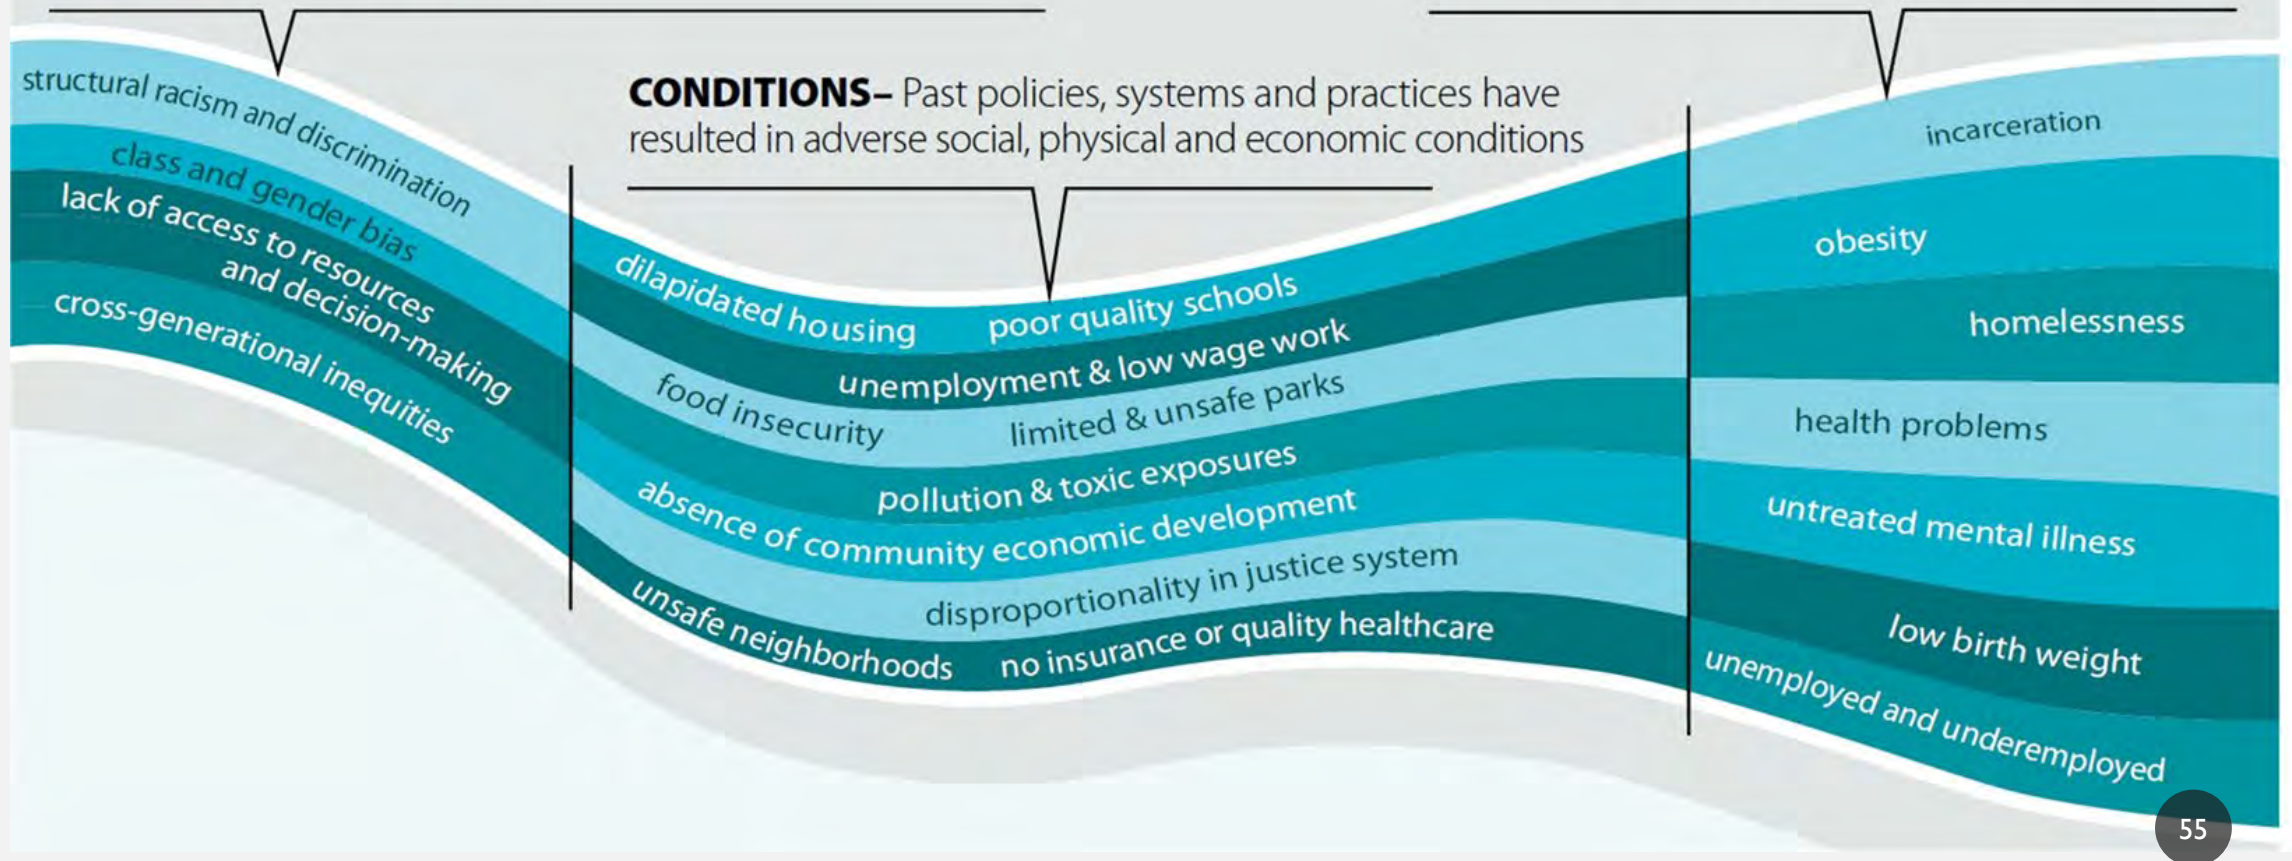 structural racism and discrimination
class and gender bias
lack of access to resources
and decision-making
cross-generational inequities
CONDITIONS– Past policies, systems and practices have
resulted in adverse social, physical and economic conditions
dilapidated housing
poor quality schools
unemployment & low wage work
food insecurity
limited & unsafe parks
pollution & toxic exposures
absence of community economic development
disproportionality in justice system
unsafe neighborhoods
no insurance or quality healthcare
incarceration
obesity
homelessness
health problems
untreated mental illness
low birth weight
unemployed and underemployed
55